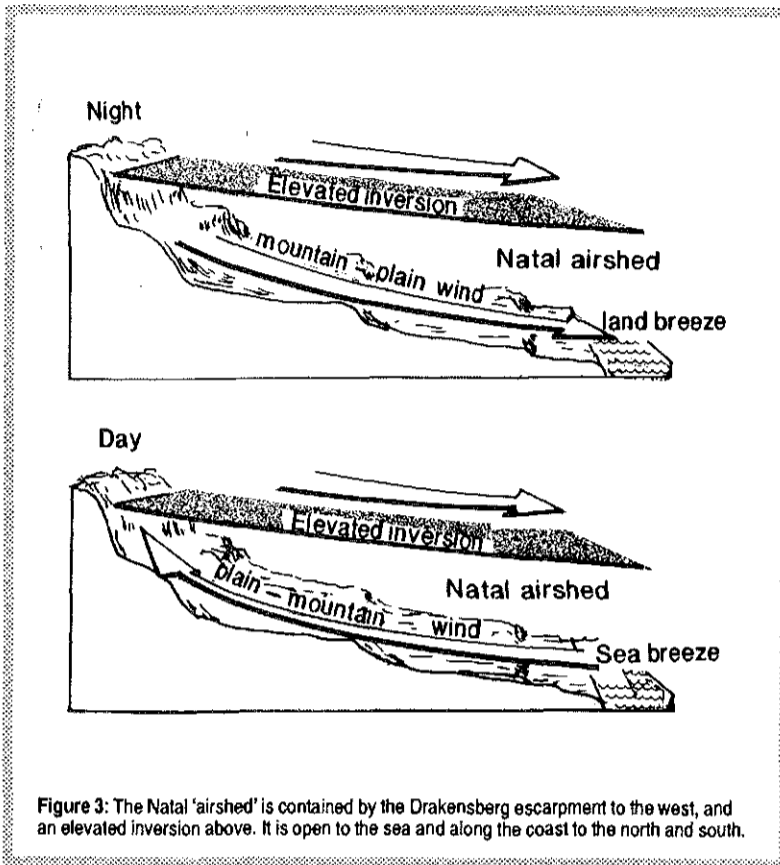 Night
Elevated inversion
mountain – plain wind
Natal airshed
land breeze
Day
Elevated inversion
Natal airshed
plain – mountain – wind
Sea breeze
Figure 3: The Natal 'airshed' is contained by the Drakensberg escarpment to the west, and
an elevated inversion above. It is open to the sea and along the coast to the north and south.